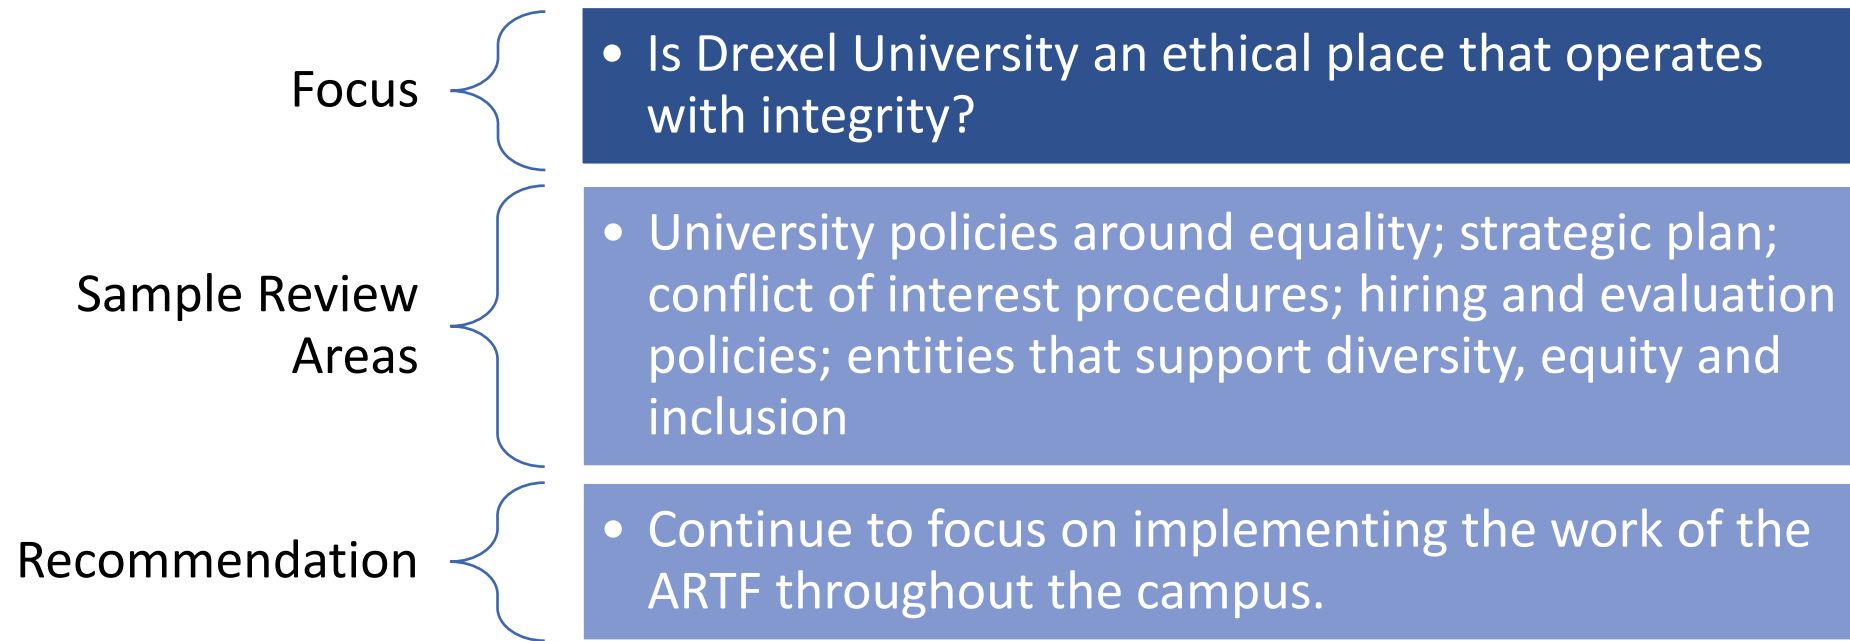 Focus
• Is Drexel University an ethical place that operates
with integrity?
Sample Review
Areas
• University policies around equality; strategic plan;
conflict of interest procedures; hiring and evaluation
policies; entities that support diversity, equity and
inclusion
Recommendation
• Continue to focus on implementing the work of the
ARTF throughout the campus.